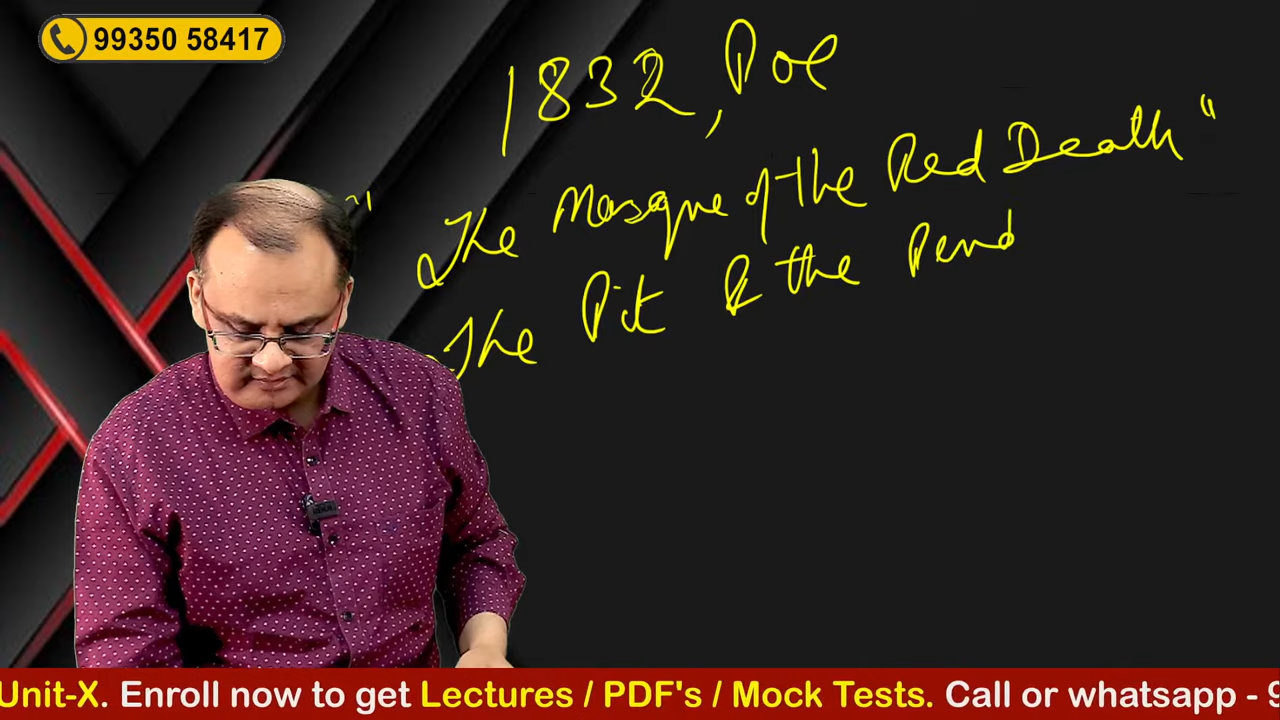 99350 58417
1832, Poe
"The Masque of the Red Death"
The Pit & the Pend
Unit-X. Enroll now to get Lectures / PDF's / Mock Tests. Call or whatsapp - 9